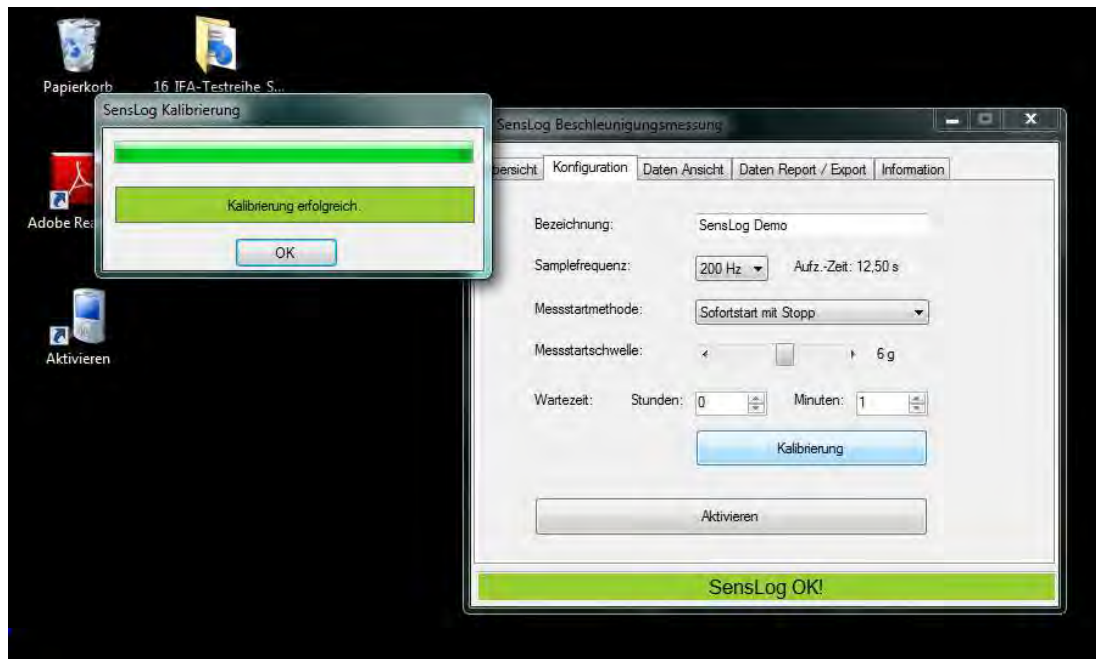 Papierkorb
16 IFA-Testreihe S...
Adobe Rea
Aktivieren
SensLog Kalibrierung
Kalibrierung erfolgreich.
OK
SensLog Beschleunigungsmessung
bersicht Konfiguration Daten Ansicht Daten Report / Export Information
Bezeichnung: SensLog Demo
Samplefrequenz: 200 Hz Aufz.-Zeit: 12,50 s
Messstartmethode: Sofortstart mit Stopp
Messstartschwelle: 6 g
Wartezeit: Stunden: 0 Minuten: 1
Kalibrierung
Aktivieren
SensLog OK!